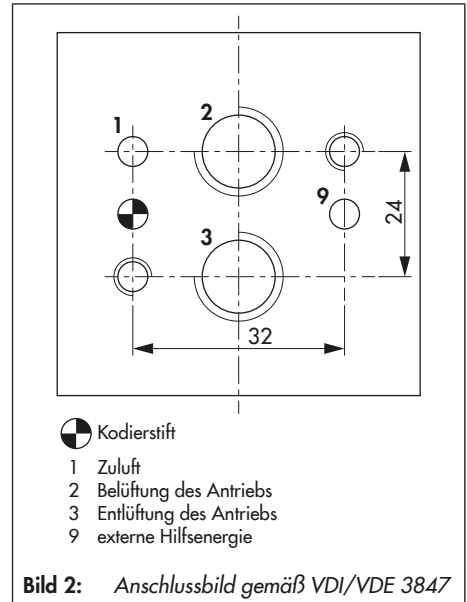 2
1
9
24
3
32
Kodierstift
1 Zuluft
2 Belüftung des Antriebs
3 Entlüftung des Antriebs
9 externe Hilfsenergie
Bild 2: Anschlussbild gemäß VDI/VDE 3847